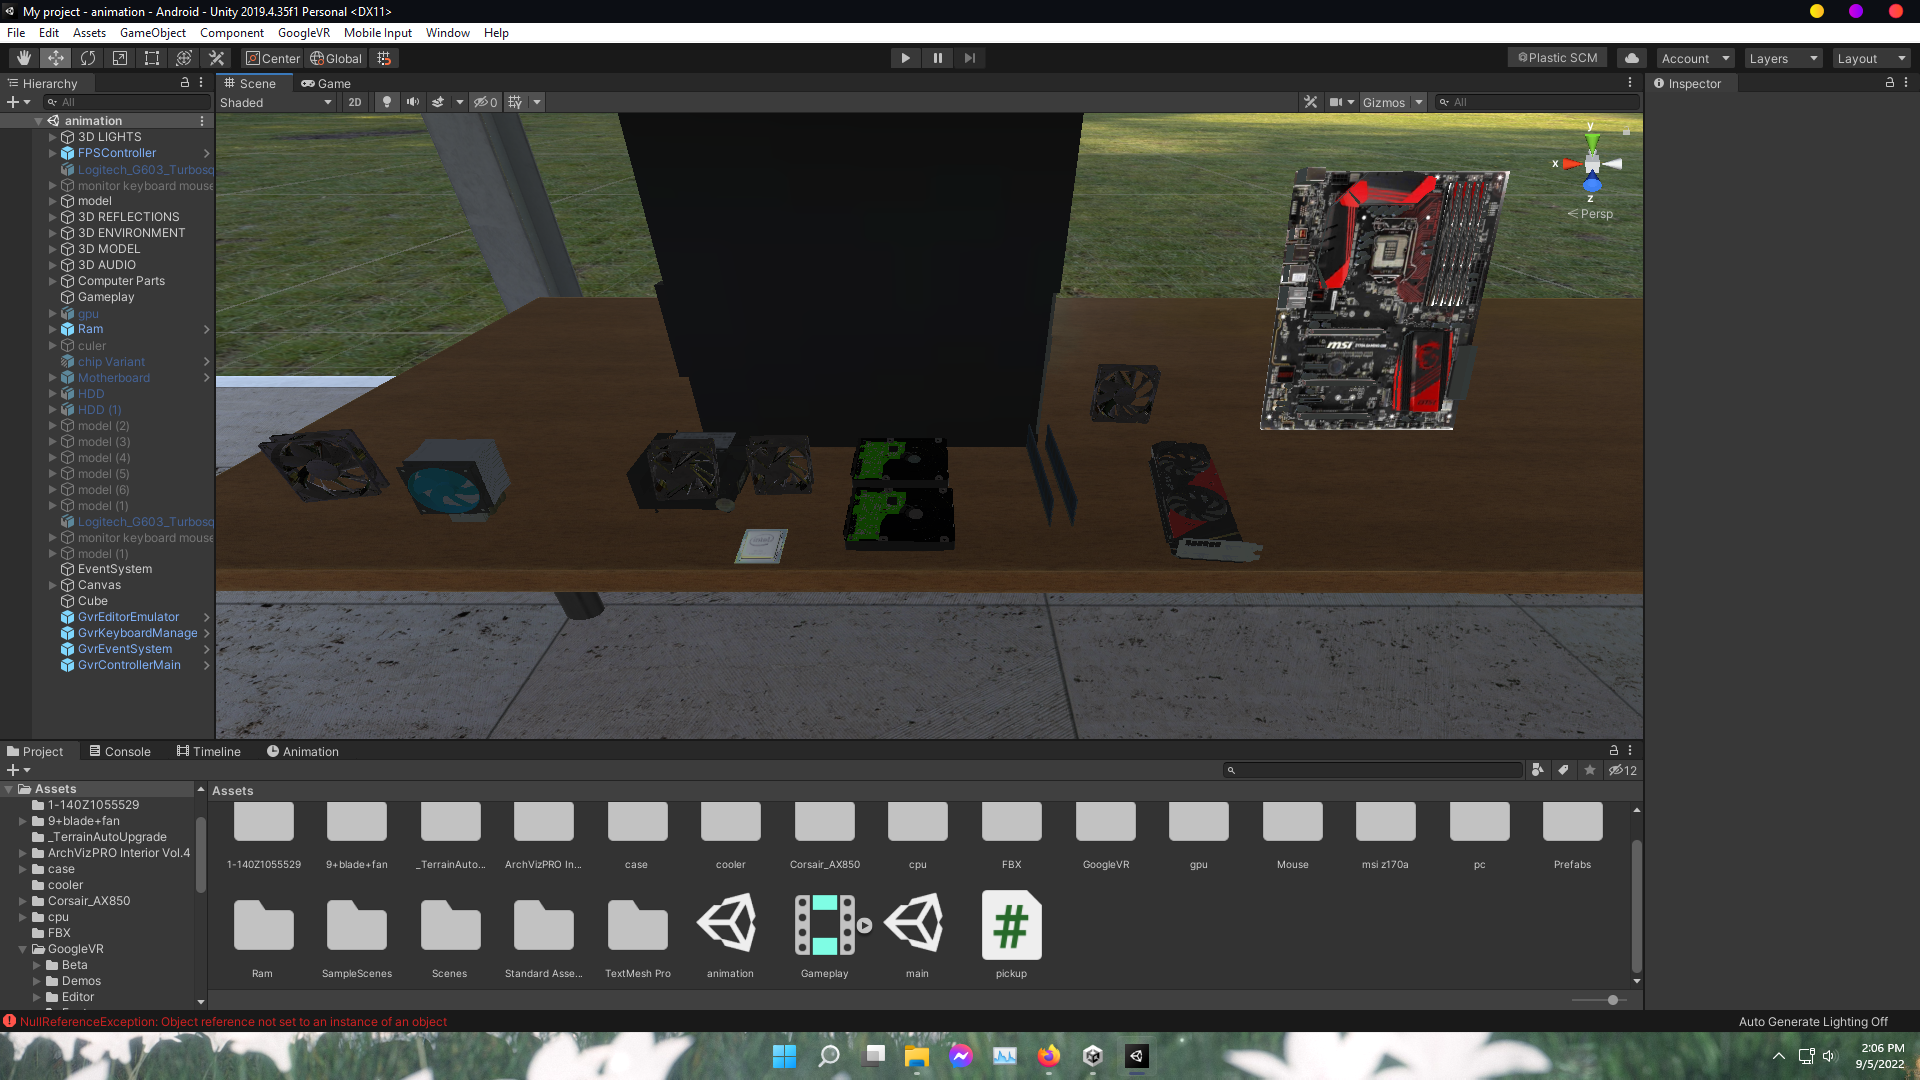 My project - animation - Android - Unity 2019.4.35f1 Personal <DX11>
File Edit Assets GameObject Component GoogleVR Mobile Input Window Help
Center Global Plastic SCM Account Layers Layout
Hierarchy
Scene Game
Inspector
All
Shaded 2D 0 Gizmos All
animation
3D LIGHTS
FPSController
Logitech_G603_Turbosq
monitor keyboard mouse
model
3D REFLECTIONS
3D ENVIRONMENT
3D MODEL
3D AUDIO
Computer Parts
Gameplay
gpu
Ram
culer
chip Variant
Motherboard
HDD
HDD (1)
model (2)
model (3)
model (4)
model (5)
model (6)
model (1)
Logitech_G603_Turbosq
monitor keyboard mouse
model (1)
EventSystem
Canvas
Cube
GvrEditorEmulator
GvrKeyboardManage
GvrEventSystem
GvrControllerMain
y
x
z
Persp
msi
intel
Project Console Timeline Animation
12
Assets
1-140Z1055529
9+blade+fan
_TerrainAutoUpgrade
ArchVizPRO Interior Vol.4
case
cooler
Corsair_AX850
cpu
FBX
GoogleVR
Beta
Demos
Editor
Assets
1-140Z1055529 9+blade+fan _TerrainAuto... ArchVizPRO In... case cooler Corsair_AX850 cpu FBX GoogleVR gpu Mouse msi z170a pc Prefabs
Ram SampleScenes Scenes Standard Asse... TextMesh Pro animation Gameplay main pickup
NullReferenceException: Object reference not set to an instance of an object
Auto Generate Lighting Off
2:06 PM
9/5/2022